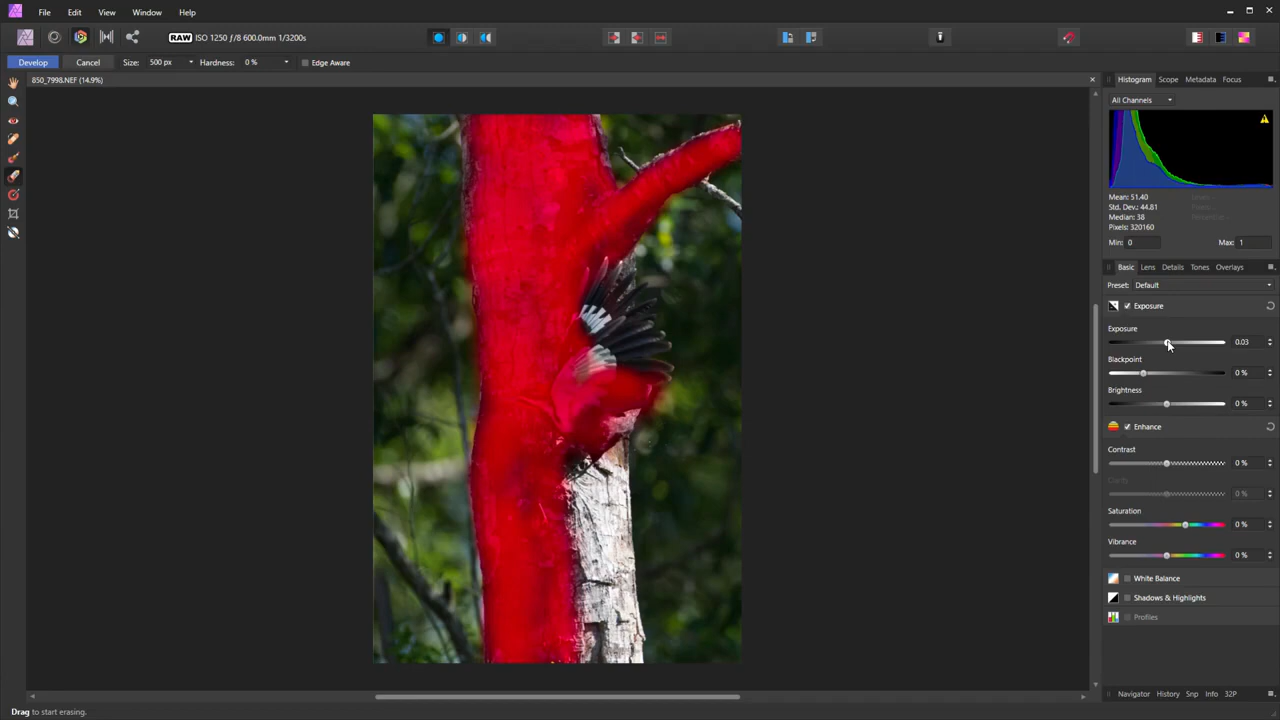 File Edit View Window Help
RAW ISO 1250 f/8 600.0mm 1/3200s
Develop Cancel Size: 500 px Hardness: 0 % Edge Aware
850_7998.NEF (14.9%)
Histogram Scope Metadata Focus
All Channels
Mean: 51.40
Std. Dev.: 44.81
Median: 38
Pixels: 320160
Min: 0 Max: 1
Basic Lens Details Tones Overlays
Preset: Default
Exposure
Exposure
0.03
Blackpoint
0 %
Brightness
0 %
Enhance
Contrast
0 %
Clarity
0 %
Saturation
0 %
Vibrance
0 %
White Balance
Shadows & Highlights
Profiles
Navigator History Snp Info 32P
Drag to start erasing.